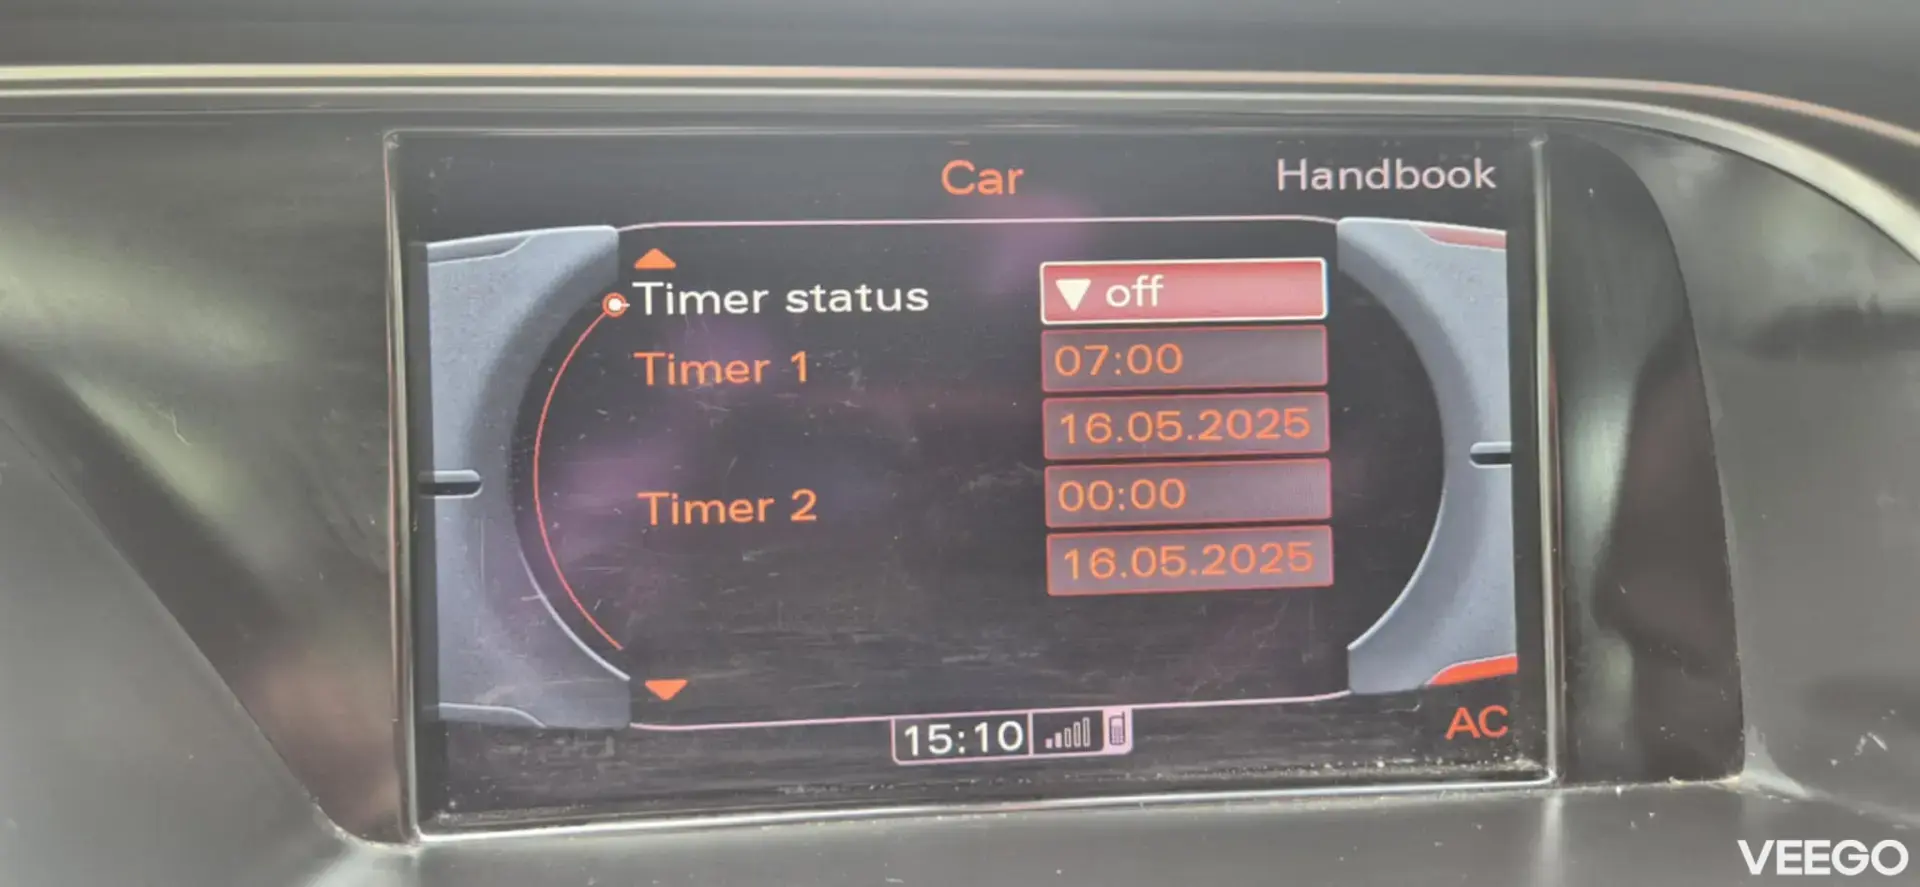 Car
Handbook
Timer status
off
Timer 1
07:00
16.05.2025
Timer 2
00:00
16.05.2025
15:10
AC
VEEGO